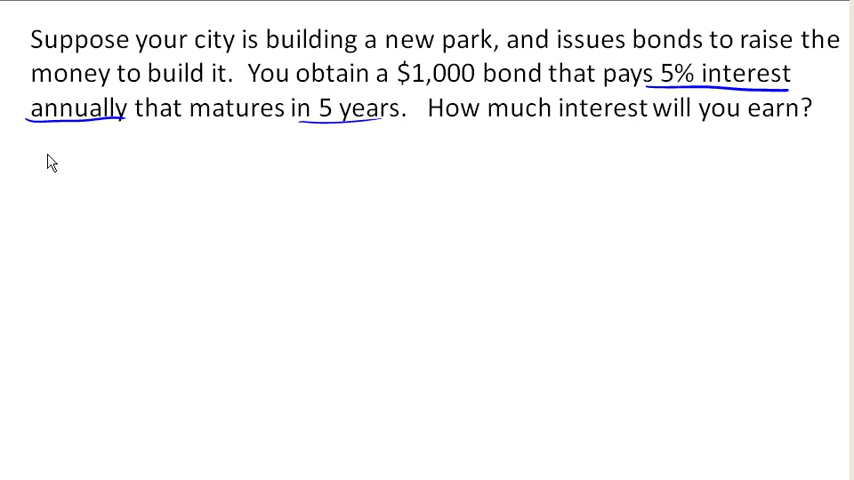 Suppose your city is building a new park, and issues bonds to raise the
money to build it.  You obtain a $1,000 bond that pays 5% interest
annually that matures in 5 years.   How much interest will you earn?